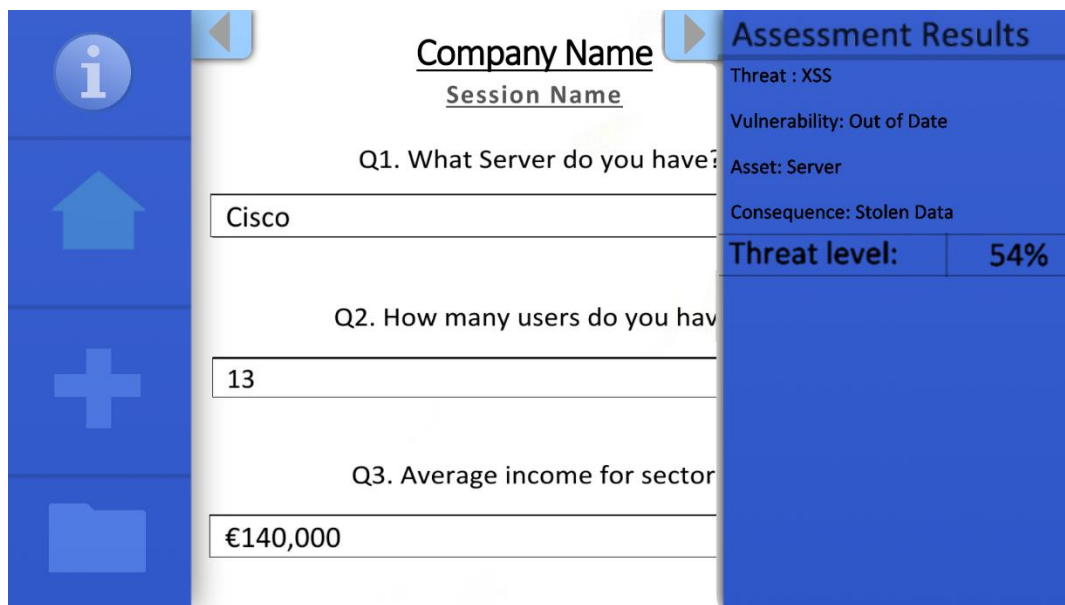 Company Name
Session Name
Q1. What Server do you have?
Cisco
Q2. How many users do you hav
13
Q3. Average income for sector
€140,000
Assessment Results
Threat : XSS
Vulnerability: Out of Date
Asset: Server
Consequence: Stolen Data
Threat level: 54%